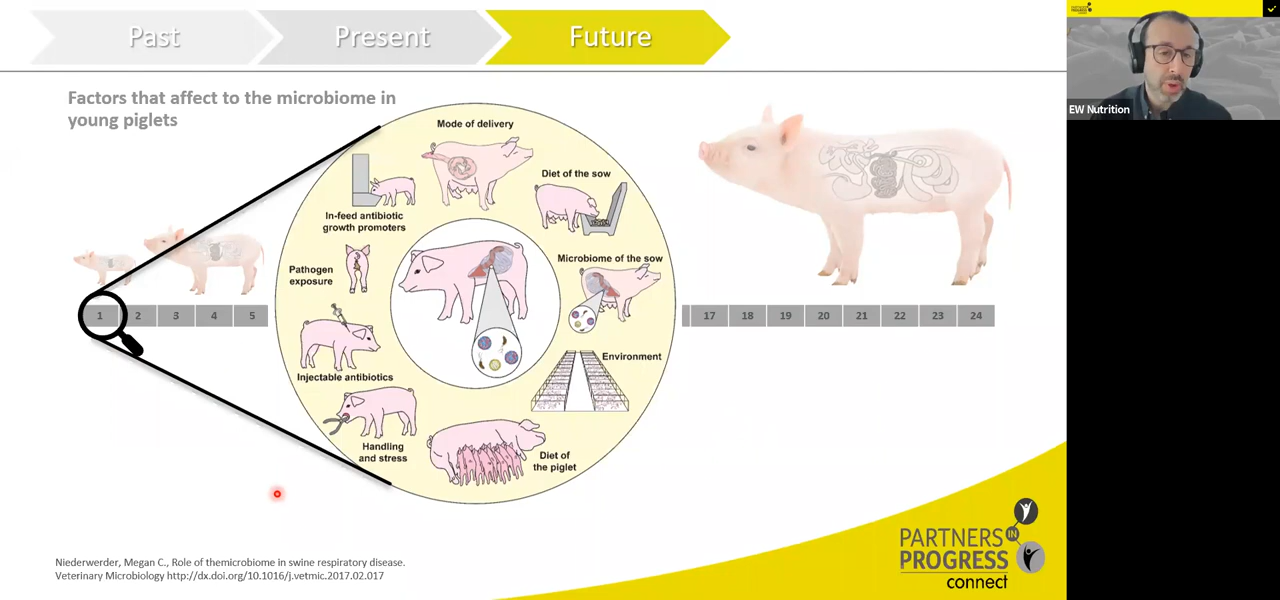 Past
Present
Future
Factors that affect to the microbiome in
young piglets
Mode of delivery
Diet of the sow
In-feed antibiotic
growth promoters
Microbiome of the sow
Pathogen
exposure
Environment
Injectable antibiotics
Handling
and stress
Diet of
the piglet
1 2 3 4 5
17 18 19 20 21 22 23 24
Niederwerder, Megan C., Role of themicrobiome in swine respiratory disease.
Veterinary Microbiology http://dx.doi.org/10.1016/j.vetmic.2017.02.017
PARTNERS IN
PROGRESS
connect
PARTNERS
PROGRESS
EW Nutrition